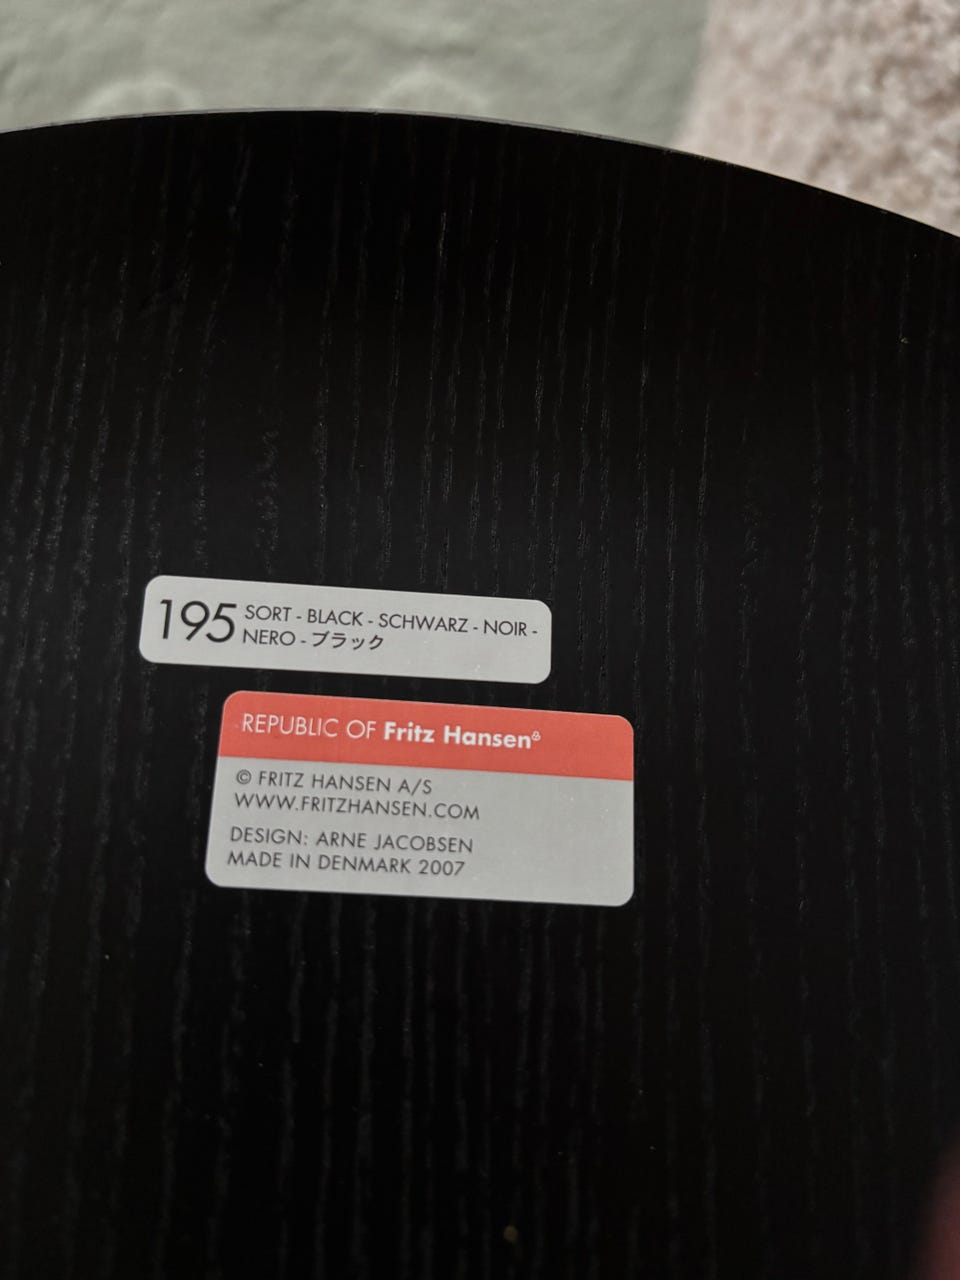 195 SORT - BLACK - SCHWARZ - NOIR -
NERO - ブラック
REPUBLIC OF Fritz Hansen®
© FRITZ HANSEN A/S
WWW.FRITZHANSEN.COM
DESIGN: ARNE JACOBSEN
MADE IN DENMARK 2007